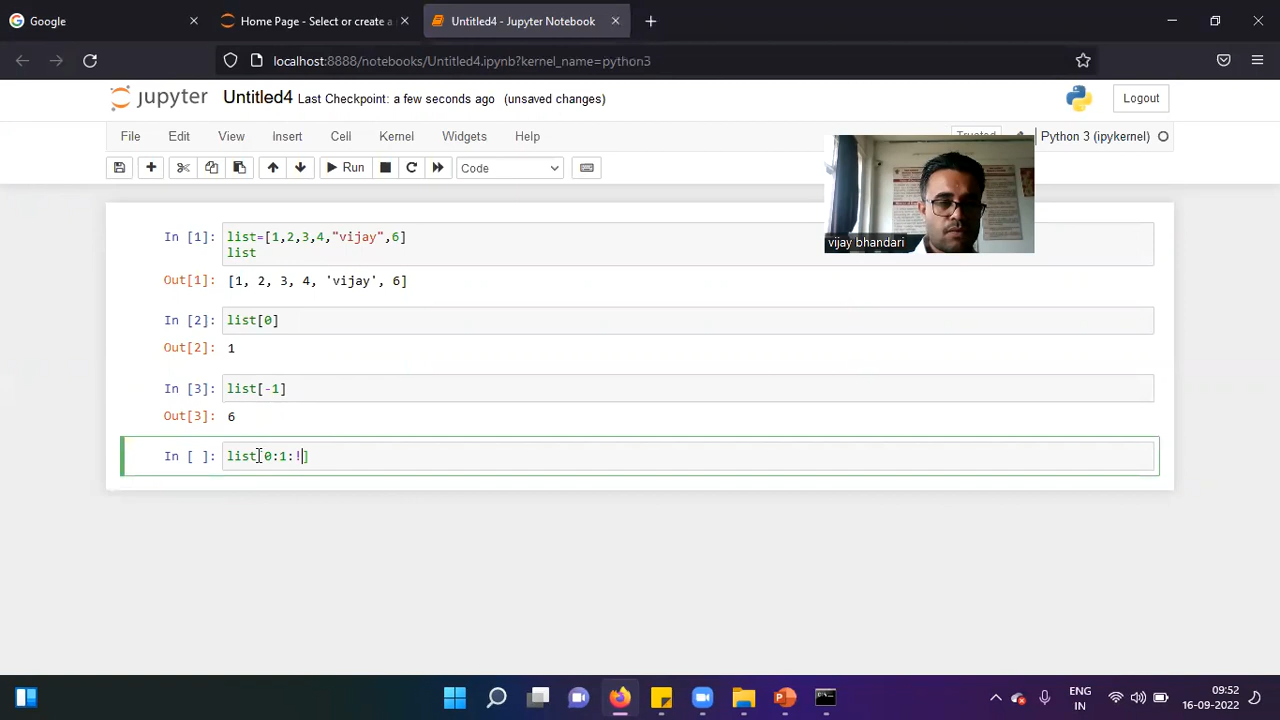 Google
Home Page - Select or create a
Untitled4 - Jupyter Notebook
localhost:8888/notebooks/Untitled4.ipynb?kernel_name=python3
jupyter Untitled4 Last Checkpoint: a few seconds ago (unsaved changes)
Logout
File Edit View Insert Cell Kernel Widgets Help
Trusted
Python 3 (ipykernel)
Run
Code
In [1]: list=[1,2,3,4,"vijay",6]
list
Out[1]: [1, 2, 3, 4, 'vijay', 6]
In [2]: list[0]
Out[2]: 1
In [3]: list[-1]
Out[3]: 6
In [ ]: list[0:1:!]
vijay bhandari
ENG
IN
09:52
16-09-2022